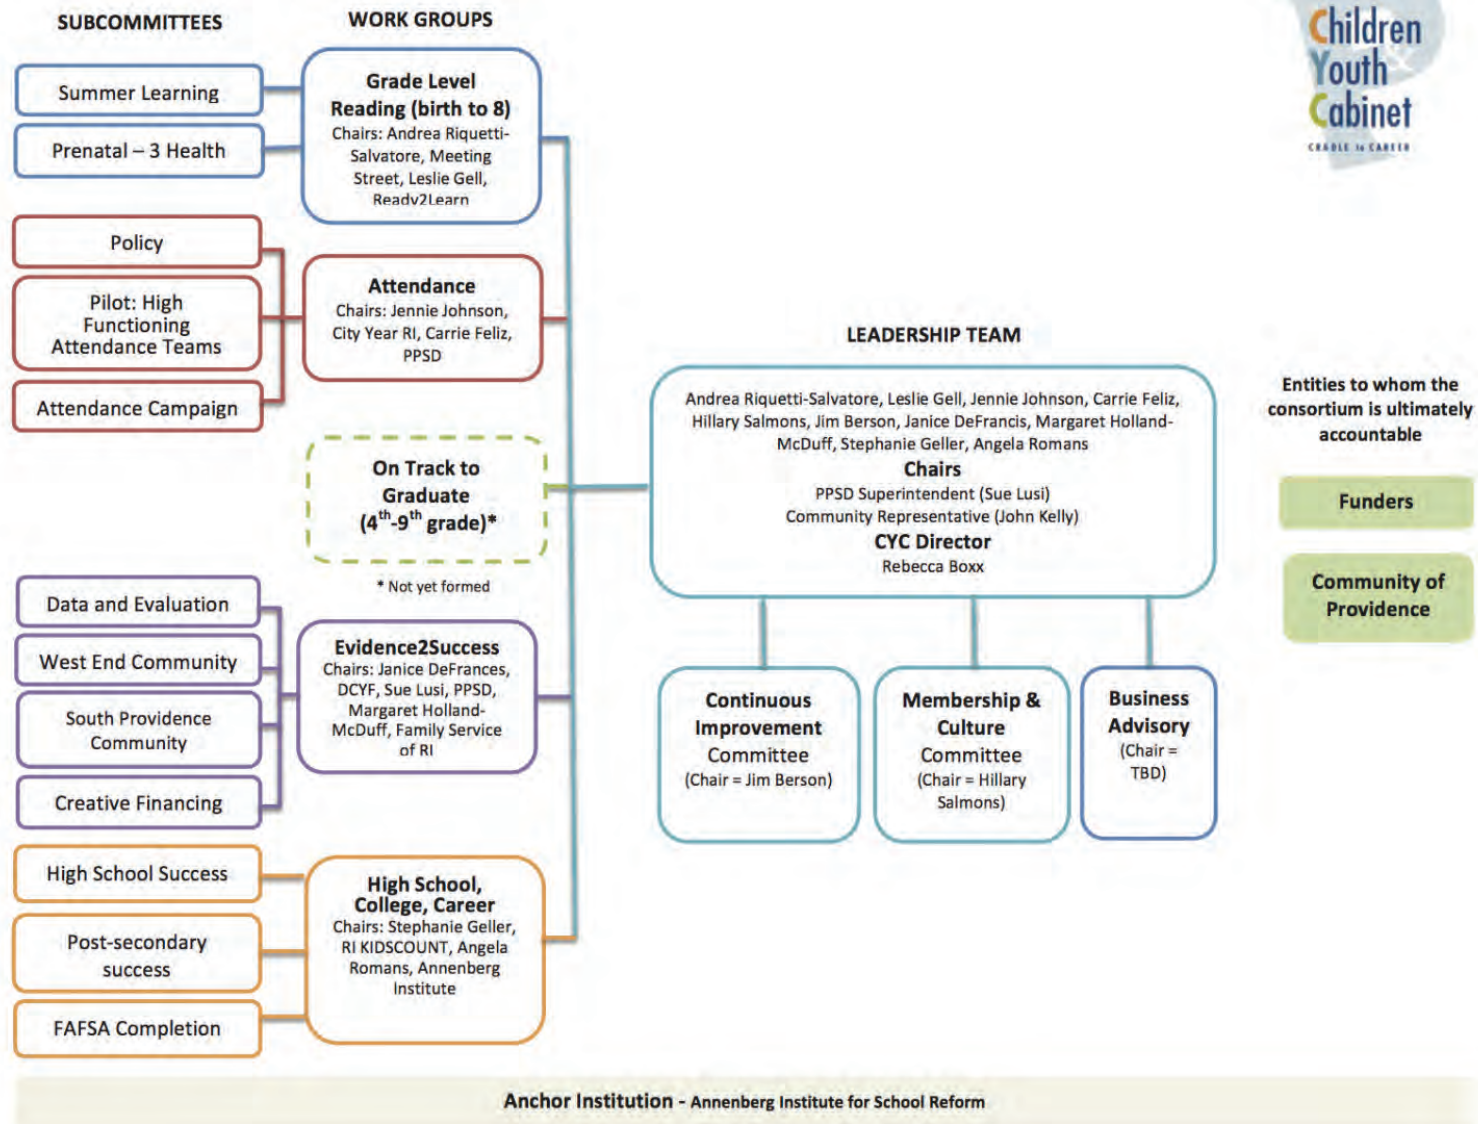 SUBCOMMITTEES
WORK GROUPS
Children
Youth
Cabinet
CRADLE to CAREER
Summer Learning
Prenatal – 3 Health
Grade Level
Reading (birth to 8)
Chairs: Andrea Riquetti-
Salvatore, Meeting
Street, Leslie Gell,
Ready2Learn
Policy
Pilot: High
Functioning
Attendance Teams
Attendance Campaign
Attendance
Chairs: Jennie Johnson,
City Year RI, Carrie Feliz,
PPSD
On Track to
Graduate
(4th-9th grade)*
* Not yet formed
Data and Evaluation
West End Community
South Providence
Community
Creative Financing
Evidence2Success
Chairs: Janice DeFrances,
DCYF, Sue Lusi, PPSD,
Margaret Holland-
McDuff, Family Service
of RI
High School Success
Post-secondary
success
FAFSA Completion
High School,
College, Career
Chairs: Stephanie Geller,
RI KIDSCOUNT, Angela
Romans, Annenberg
Institute
LEADERSHIP TEAM
Andrea Riquetti-Salvatore, Leslie Gell, Jennie Johnson, Carrie Feliz,
Hillary Salmons, Jim Berson, Janice DeFrancis, Margaret Holland-
McDuff, Stephanie Geller, Angela Romans
Chairs
PPSD Superintendent (Sue Lusi)
Community Representative (John Kelly)
CYC Director
Rebecca Boxx
Continuous
Improvement
Committee
(Chair = Jim Berson)
Membership &
Culture
Committee
(Chair = Hillary
Salmons)
Business
Advisory
(Chair =
TBD)
Entities to whom the
consortium is ultimately
accountable
Funders
Community of
Providence
Anchor Institution - Annenberg Institute for School Reform